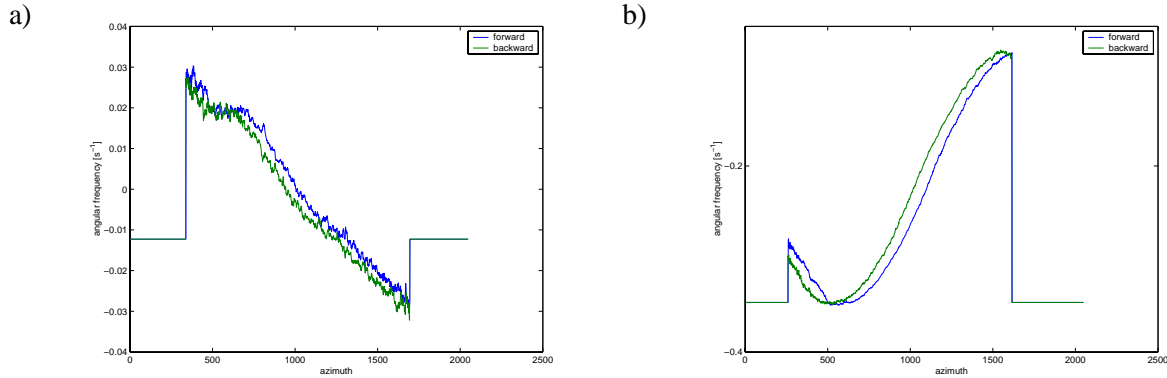 a)
0.04
0.03
0.02
0.01
0
−0.01
−0.02
−0.03
−0.04
angular frequency [s⁻¹]
0
500
1000
1500
2000
2500
azimuth
forward
backward
b)
−0.2
−0.4
angular frequency [s⁻¹]
0
500
1000
1500
2000
2500
azimuth
forward
backward